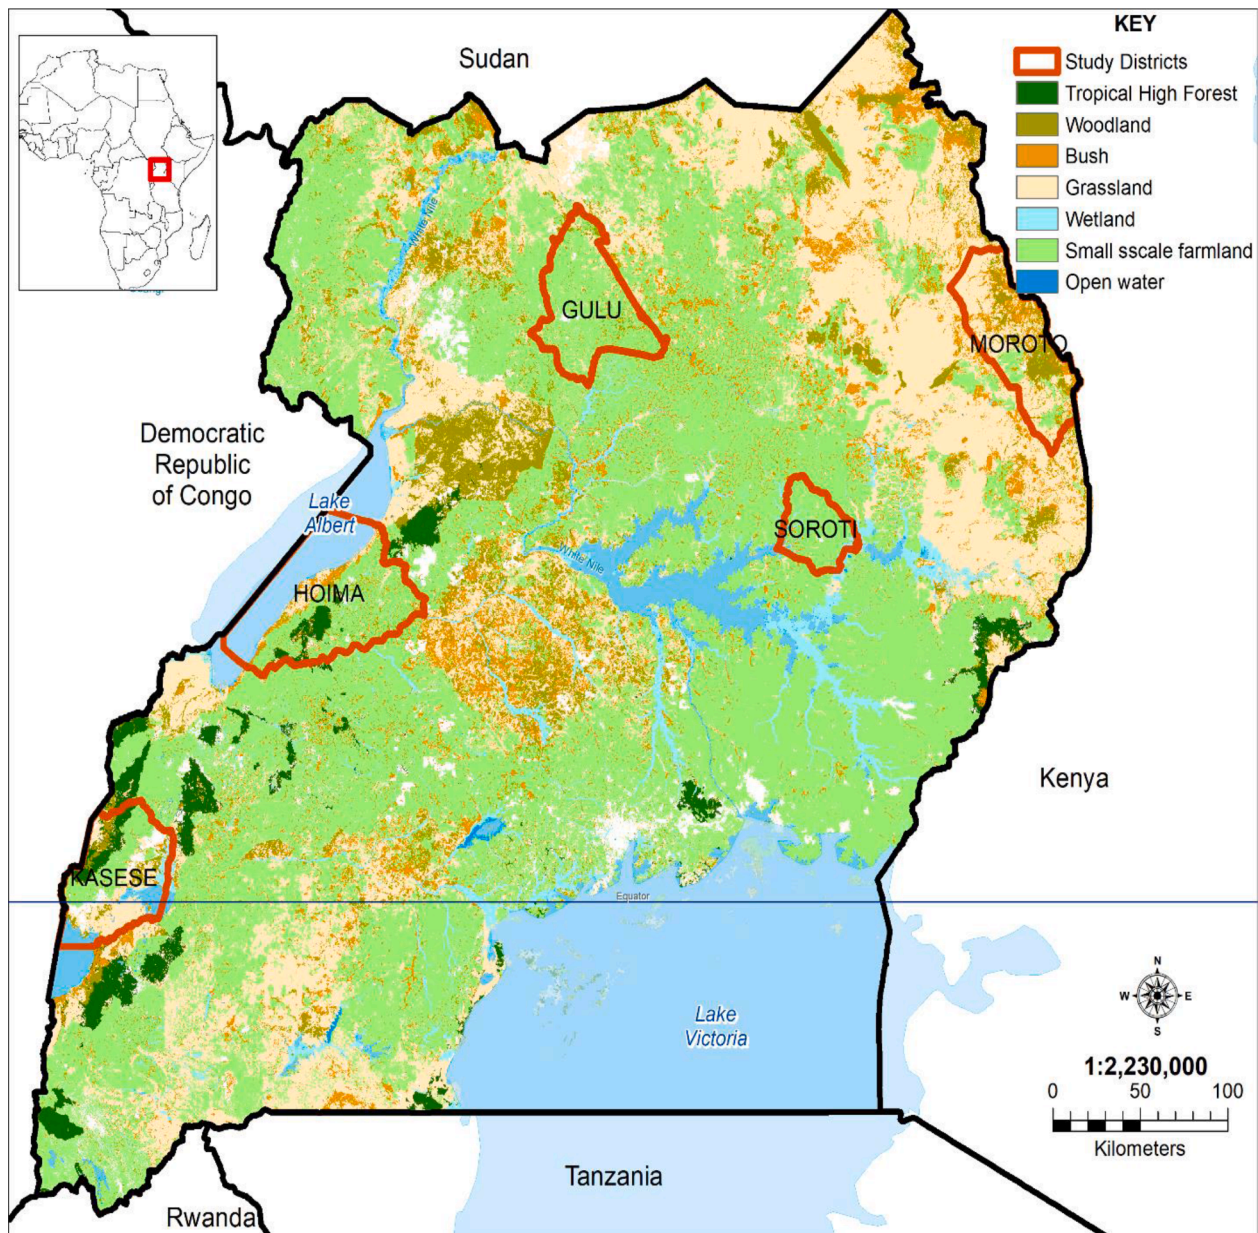 KEY
Study Districts
Tropical High Forest
Woodland
Bush
Grassland
Wetland
Small sscale farmland
Open water
Sudan
White Nile
GULU
MOROTO
Democratic
Republic
of Congo
Lake
Albert
SOROTI
White Nile
HOIMA
Kenya
KASESE
Equator
N
W
E
S
Lake
Victoria
1:2,230,000
0
50
100
Kilometers
Tanzania
Rwanda